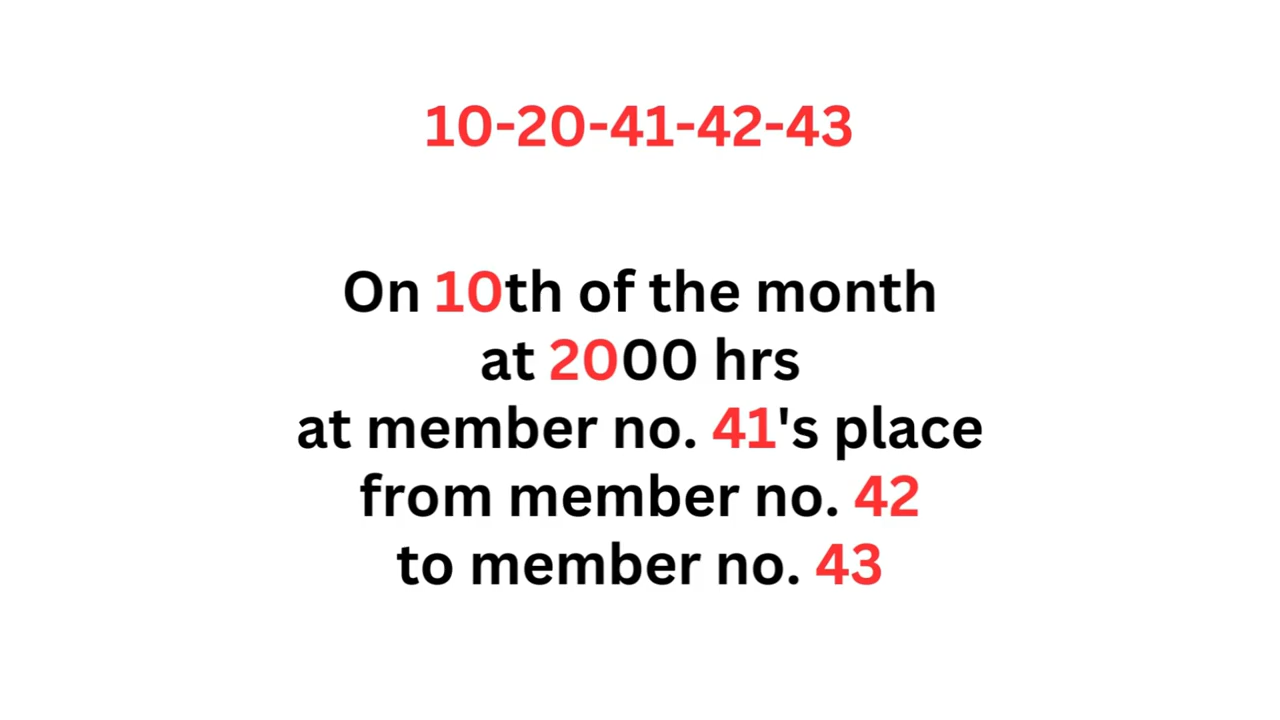 10-20-41-42-43
On 10th of the month
at 2000 hrs
at member no. 41's place
from member no. 42
to member no. 43